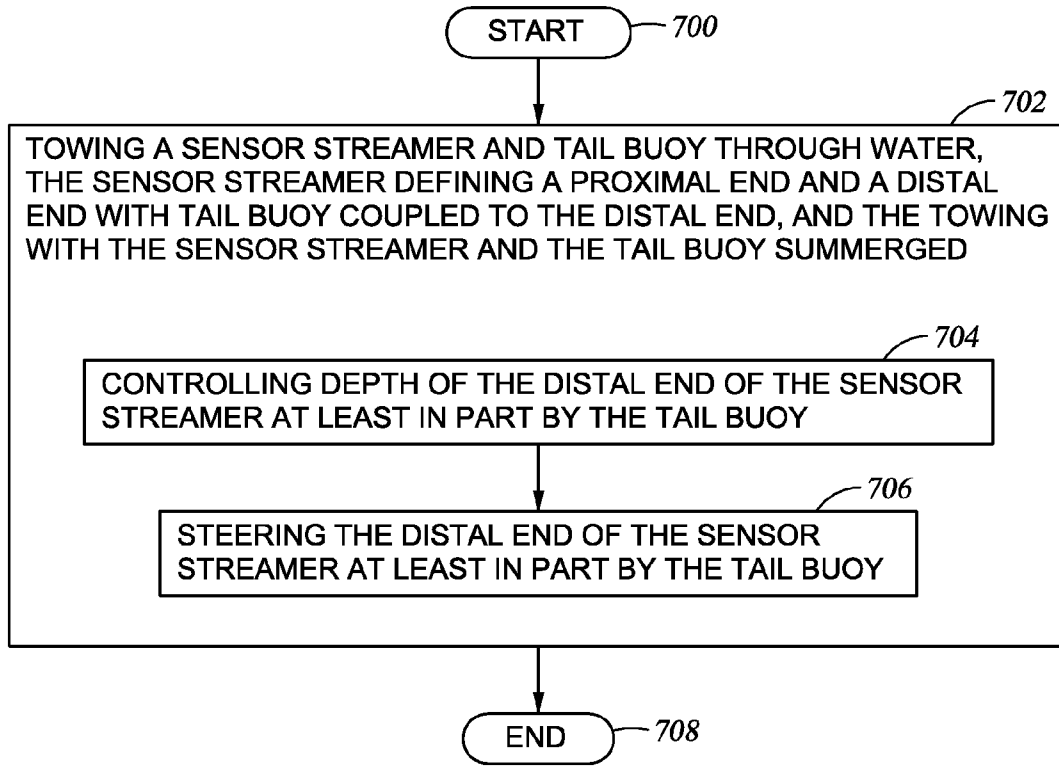 START
700
702
TOWING A SENSOR STREAMER AND TAIL BUOY THROUGH WATER,
THE SENSOR STREAMER DEFINING A PROXIMAL END AND A DISTAL
END WITH TAIL BUOY COUPLED TO THE DISTAL END, AND THE TOWING
WITH THE SENSOR STREAMER AND THE TAIL BUOY SUMMERGED
704
CONTROLLING DEPTH OF THE DISTAL END OF THE SENSOR
STREAMER AT LEAST IN PART BY THE TAIL BUOY
706
STEERING THE DISTAL END OF THE SENSOR
STREAMER AT LEAST IN PART BY THE TAIL BUOY
END
708